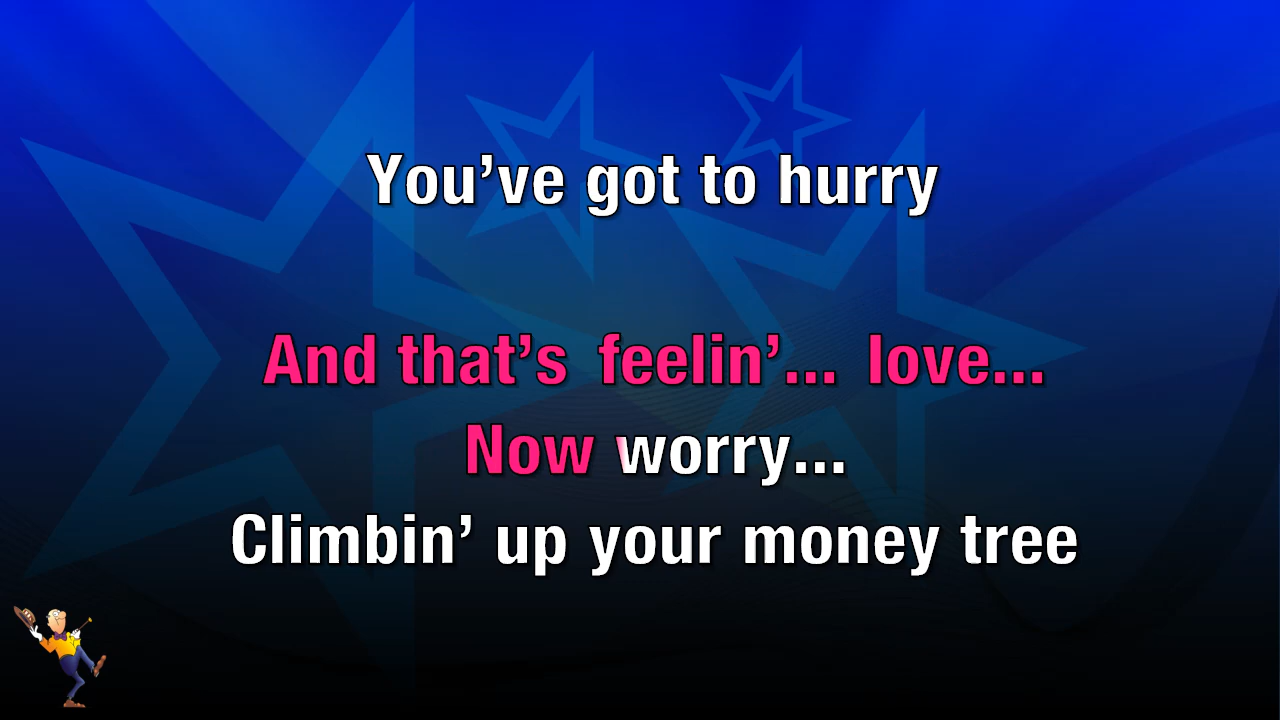 You’ve got to hurry
And that’s feelin’... love...
Now worry...
Climbin’ up your money tree